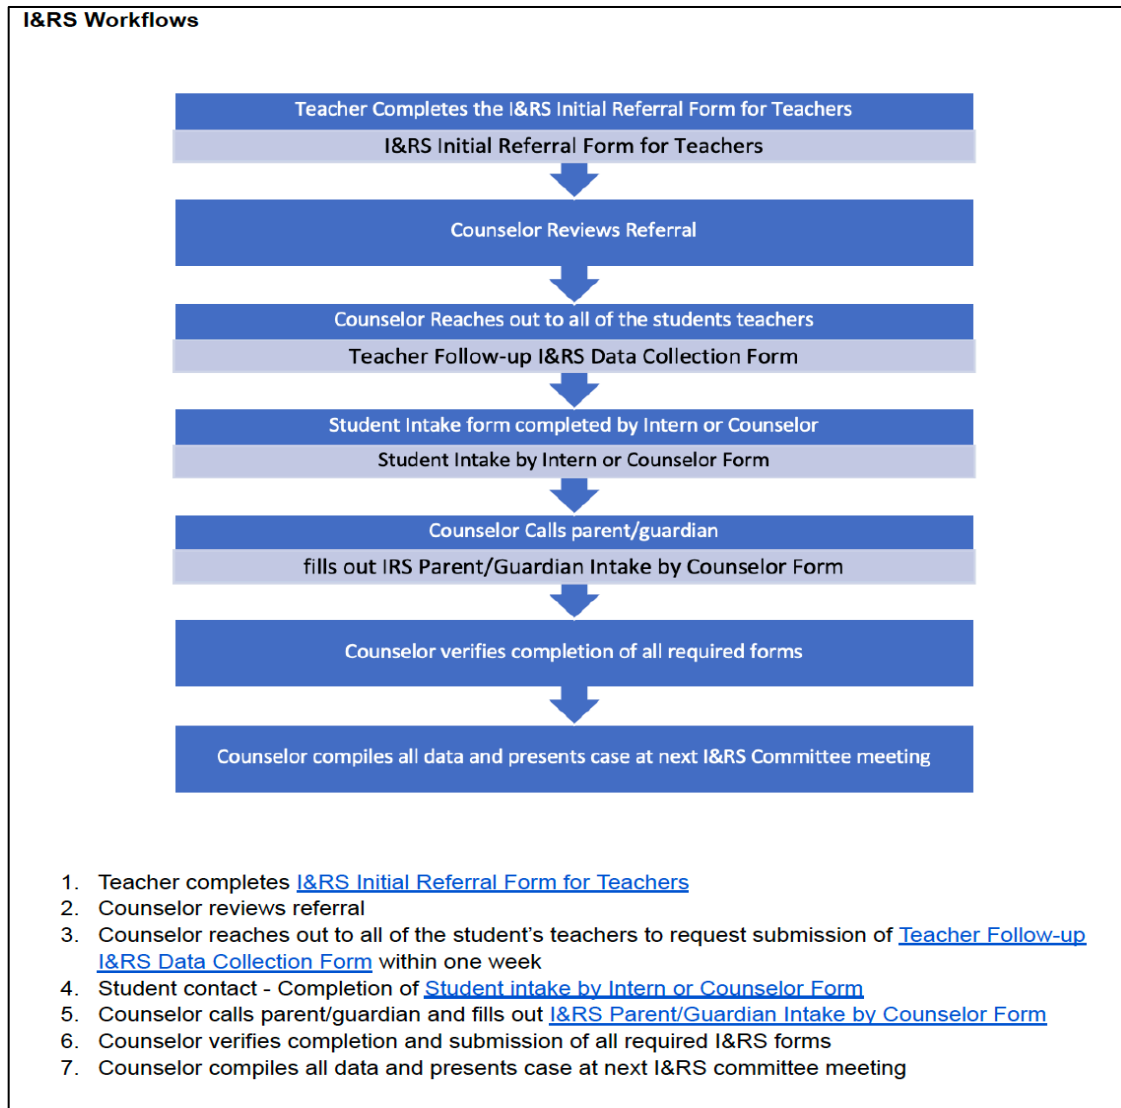 I&RS Workflows
Teacher Completes the I&RS Initial Referral Form for Teachers
I&RS Initial Referral Form for Teachers
Counselor Reviews Referral
Counselor Reaches out to all of the students teachers
Teacher Follow-up I&RS Data Collection Form
Student Intake form completed by Intern or Counselor
Student Intake by Intern or Counselor Form
Counselor Calls parent/guardian
fills out IRS Parent/Guardian Intake by Counselor Form
Counselor verifies completion of all required forms
Counselor compiles all data and presents case at next I&RS Committee meeting
1. Teacher completes I&RS Initial Referral Form for Teachers
2. Counselor reviews referral
3. Counselor reaches out to all of the student's teachers to request submission of Teacher Follow-up
I&RS Data Collection Form within one week
4. Student contact - Completion of Student intake by Intern or Counselor Form
5. Counselor calls parent/guardian and fills out I&RS Parent/Guardian Intake by Counselor Form
6. Counselor verifies completion and submission of all required I&RS forms
7. Counselor compiles all data and presents case at next I&RS committee meeting